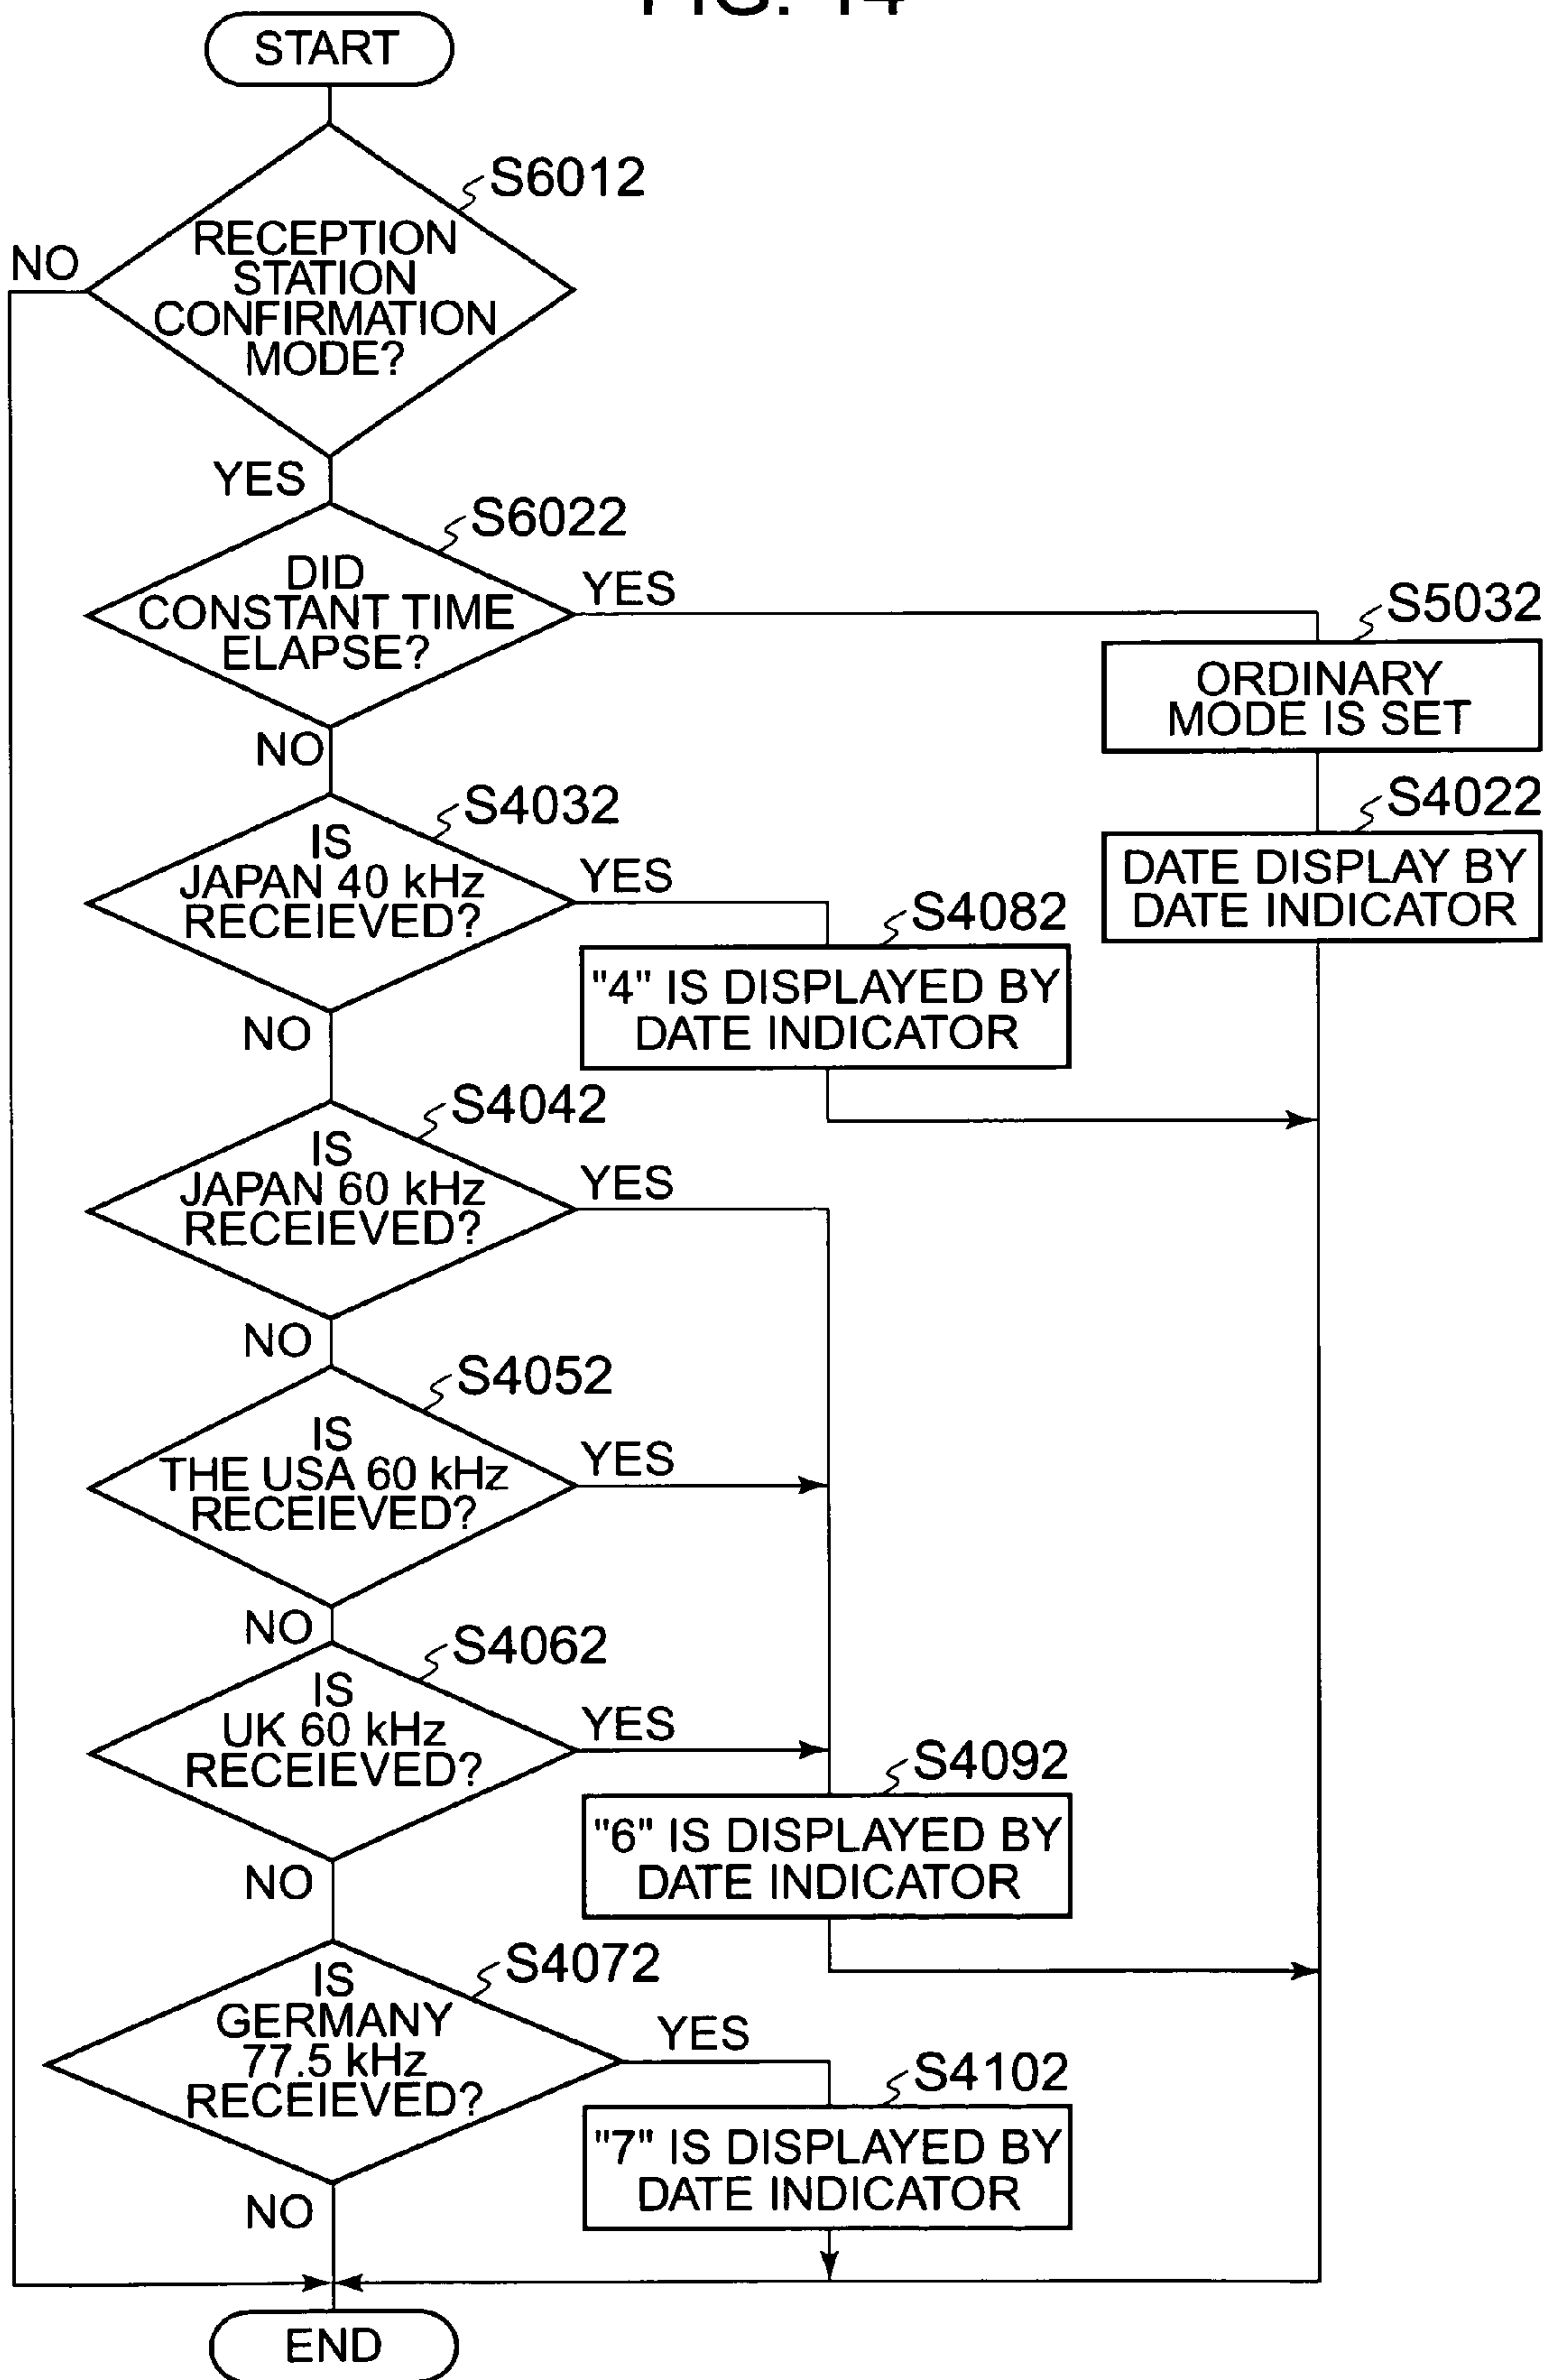 FIG. 14
START
S6012
RECEPTION
STATION
CONFIRMATION
MODE?
NO
YES
S6022
DID
CONSTANT TIME
ELAPSE?
YES
NO
S5032
ORDINARY
MODE IS SET
S4022
DATE DISPLAY BY
DATE INDICATOR
S4032
IS
JAPAN 40 kHz
RECEIEVED?
YES
NO
S4082
"4" IS DISPLAYED BY
DATE INDICATOR
S4042
IS
JAPAN 60 kHz
RECEIEVED?
YES
NO
S4052
IS
THE USA 60 kHz
RECEIEVED?
YES
NO
S4062
IS
UK 60 kHz
RECEIEVED?
YES
NO
S4092
"6" IS DISPLAYED BY
DATE INDICATOR
S4072
IS
GERMANY
77.5 kHz
RECEIEVED?
YES
NO
S4102
"7" IS DISPLAYED BY
DATE INDICATOR
END